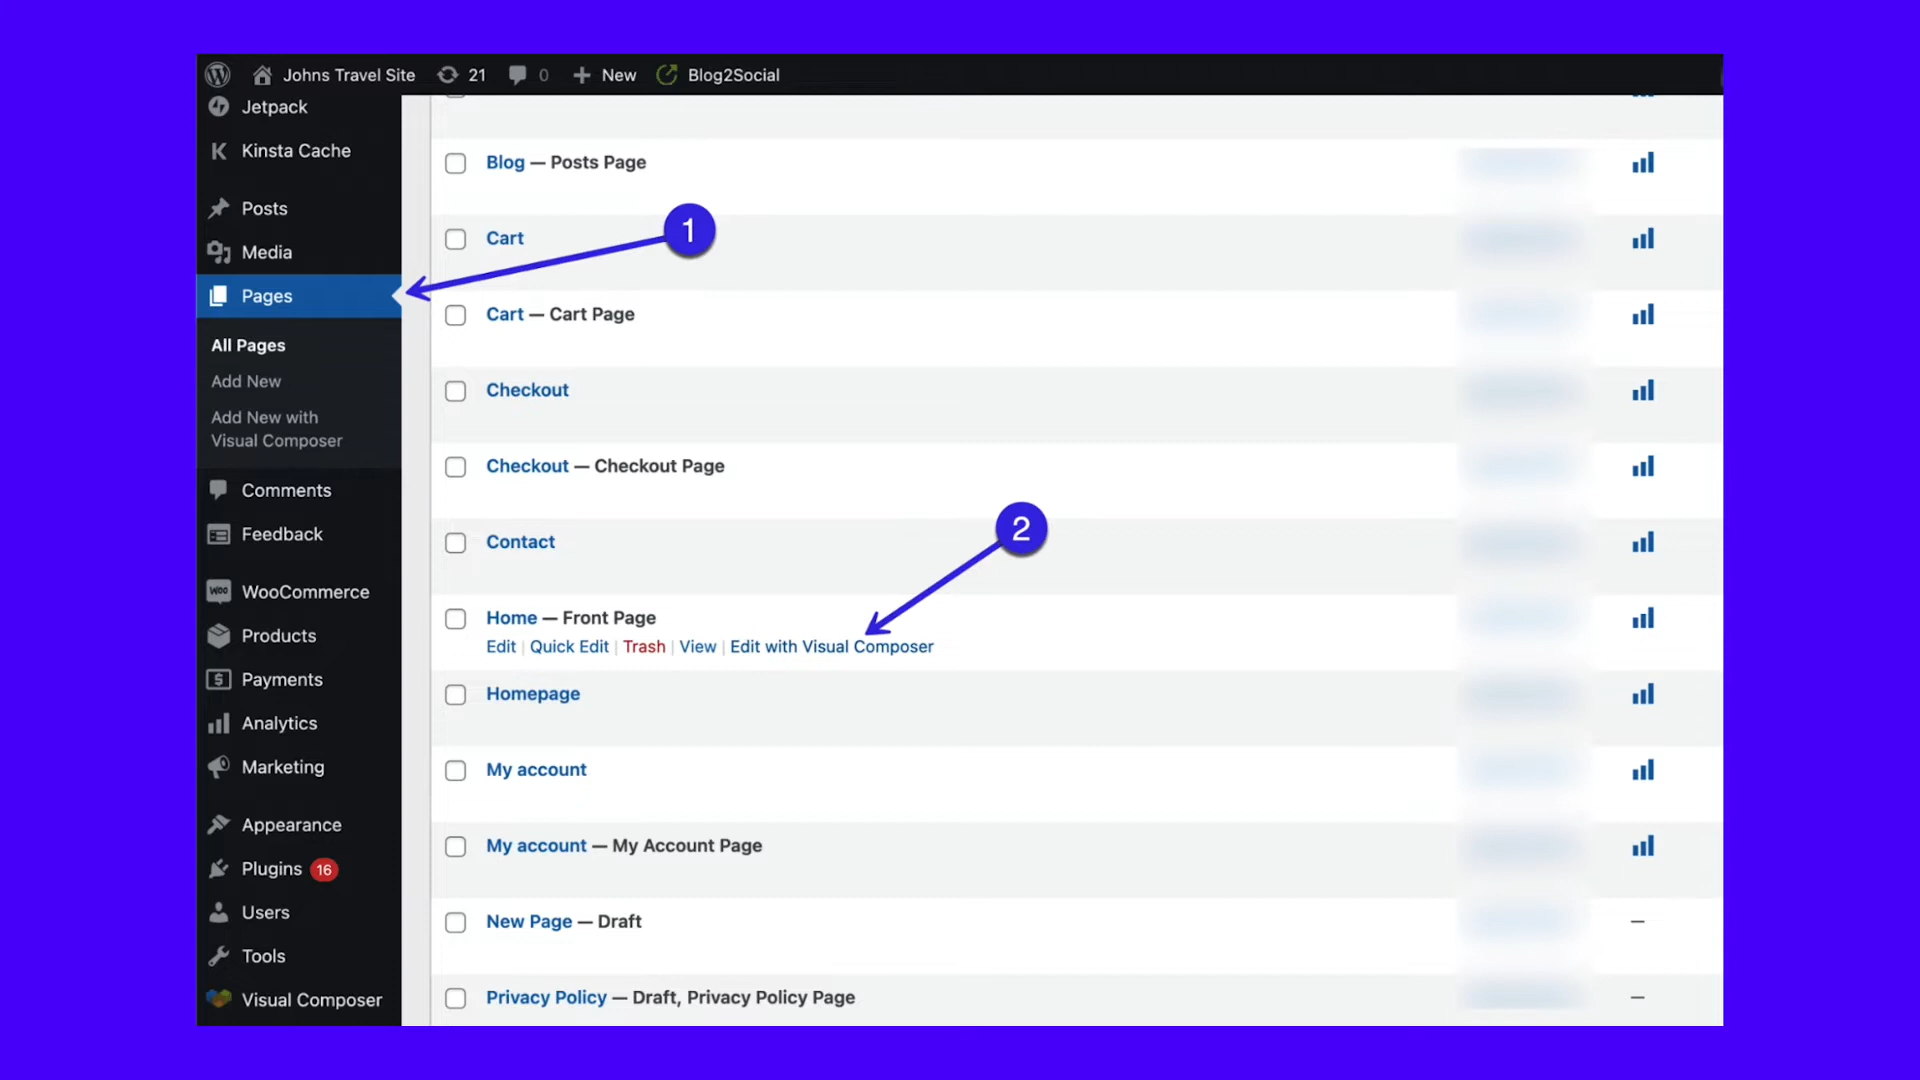 Johns Travel Site 21 0 New Blog2Social
Jetpack
Kinsta Cache
Posts
Media
Pages
All Pages
Add New
Add New with
Visual Composer
Comments
Feedback
WooCommerce
Products
Payments
Analytics
Marketing
Appearance
Plugins 16
Users
Tools
Visual Composer
Blog — Posts Page
1
Cart
Cart — Cart Page
Checkout
Checkout — Checkout Page
2
Contact
Home — Front Page
Edit | Quick Edit | Trash | View | Edit with Visual Composer
Homepage
My account
My account — My Account Page
New Page — Draft —
Privacy Policy — Draft, Privacy Policy Page —